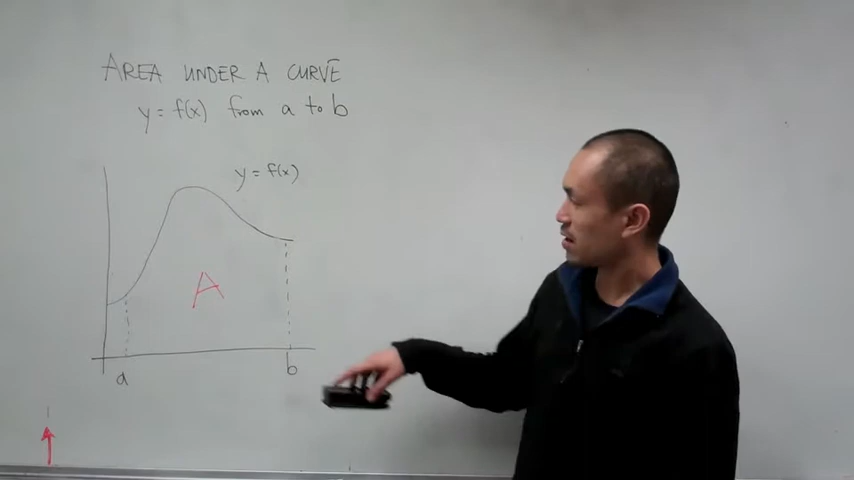 AREA UNDER A CURVE
y = f(x) from a to b
y = f(x)
A
a
b